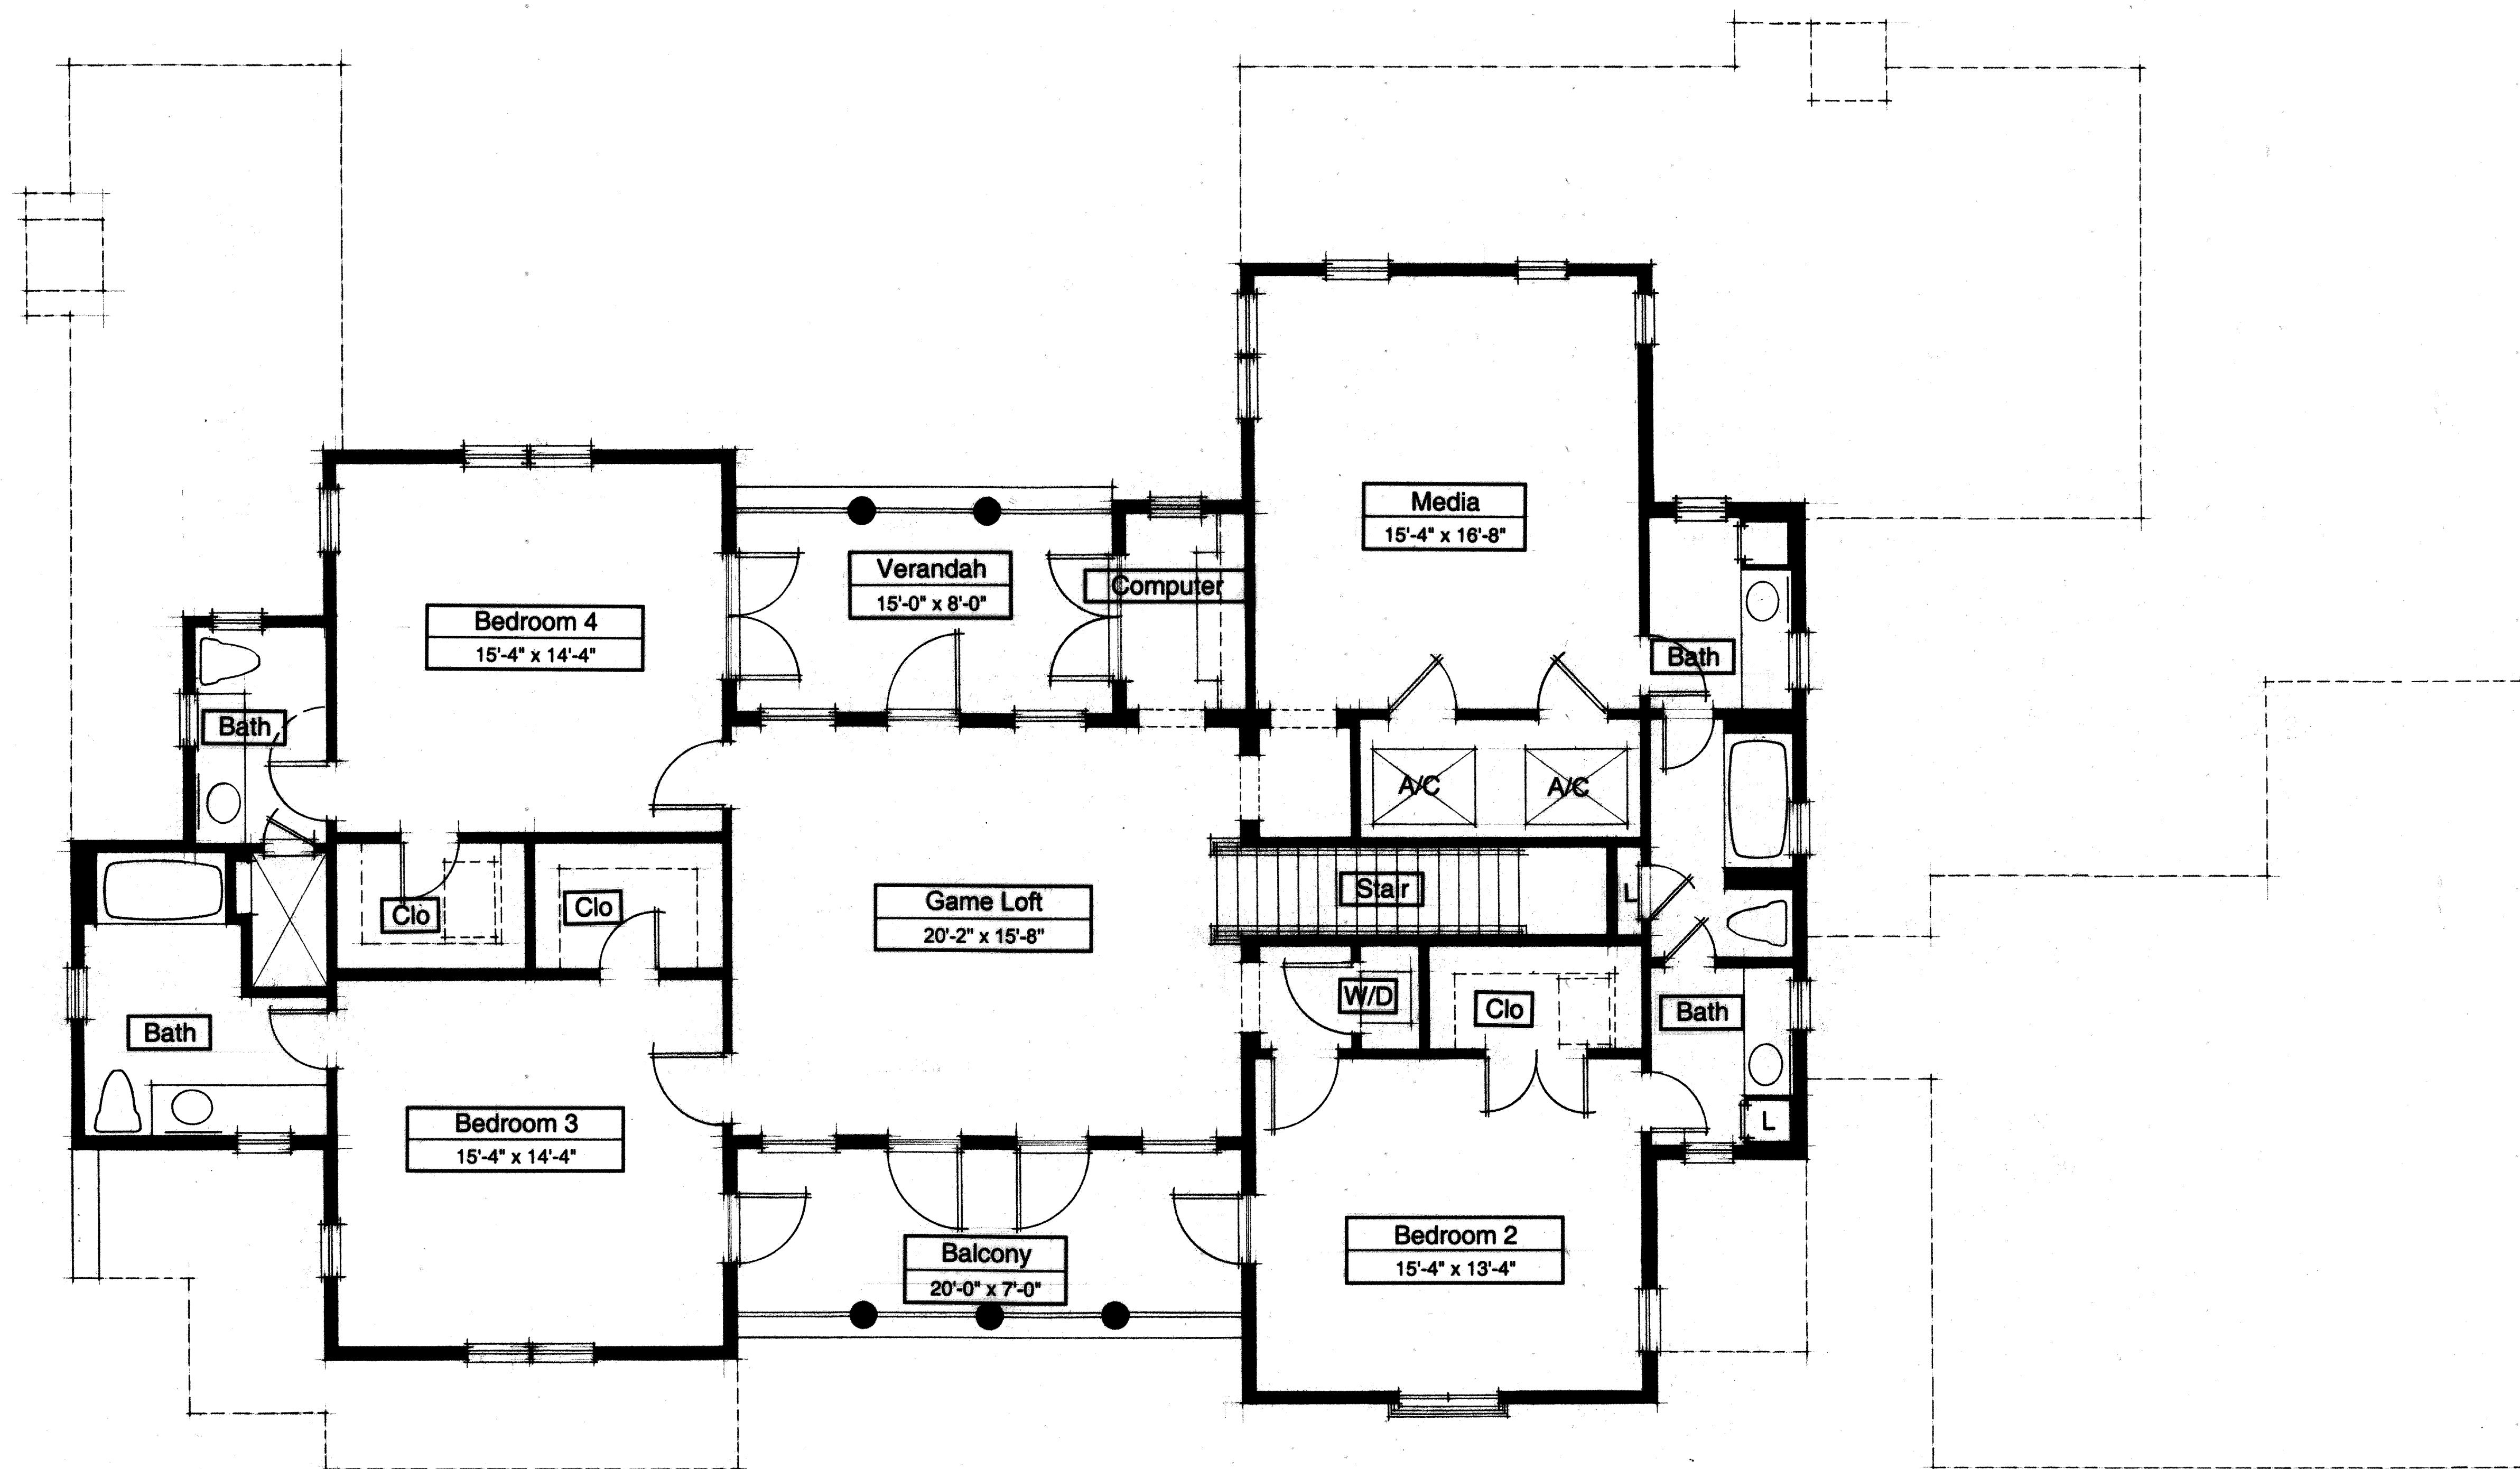 Media
15'-4" x 16'-8"
Verandah
15'-0" x 8'-0"
Computer
Bedroom 4
15'-4" x 14'-4"
Bath
Bath
A/C
A/C
Clo
Clo
Game Loft
20'-2" x 15'-8"
Stair
L
W/D
Clo
Bath
Bath
L
Bedroom 3
15'-4" x 14'-4"
Balcony
20'-0" x 7'-0"
Bedroom 2
15'-4" x 13'-4"